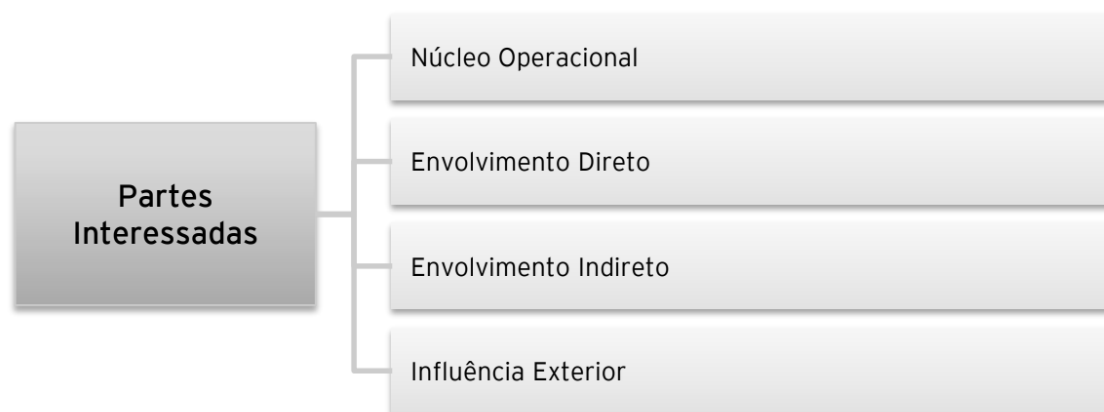 Núcleo Operacional
Envolvimento Direto
Partes
Interessadas
Envolvimento Indireto
Influência Exterior